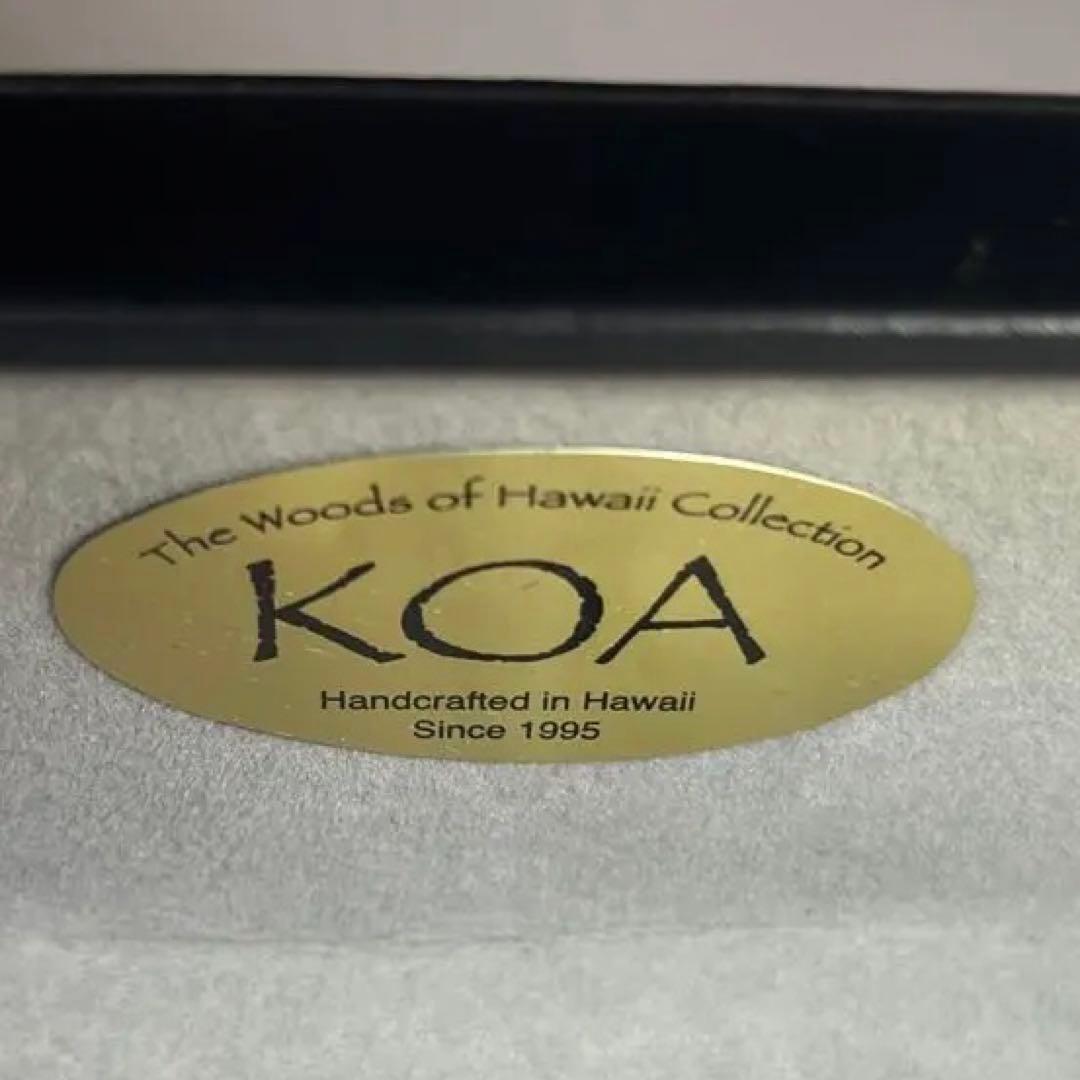 The Woods of Hawaii Collection
KOA
Handcrafted in Hawaii
Since 1995